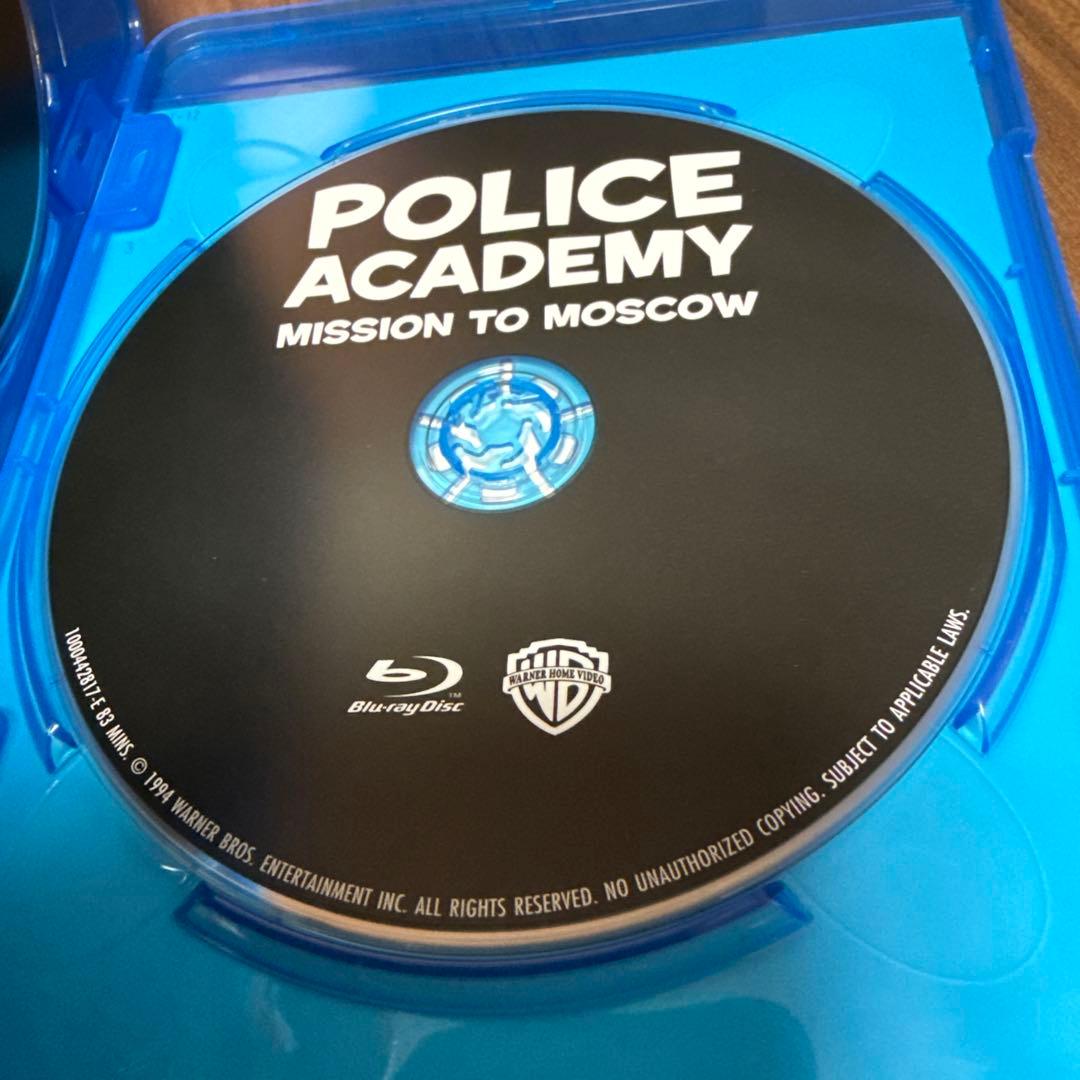 POLICE
ACADEMY
MISSION TO MOSCOW
Blu-ray Disc™
WB
WARNER HOME VIDEO
1000442817-E 83 MINS. © 1994 WARNER BROS. ENTERTAINMENT INC. ALL RIGHTS RESERVED. NO UNAUTHORIZED COPYING. SUBJECT TO APPLICABLE LAWS.